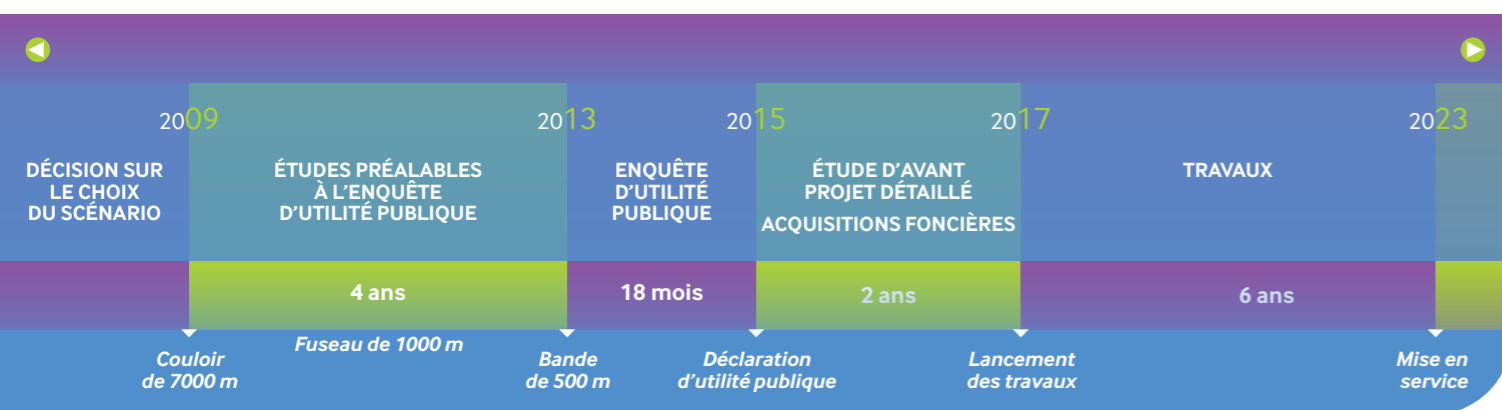 2009
2013
2015
2017
2023
DÉCISION SUR
LE CHOIX
DU SCÉNARIO
ÉTUDES PRÉALABLES
À L'ENQUÊTE
D'UTILITÉ PUBLIQUE
ENQUÊTE
D'UTILITÉ
PUBLIQUE
ÉTUDE D'AVANT
PROJET DÉTAILLÉ
ACQUISITIONS FONCIÈRES
TRAVAUX
4 ans
18 mois
2 ans
6 ans
Couloir
de 7000 m
Fuseau de 1000 m
Bande
de 500 m
Déclaration
d'utilité publique
Lancement
des travaux
Mise en
service